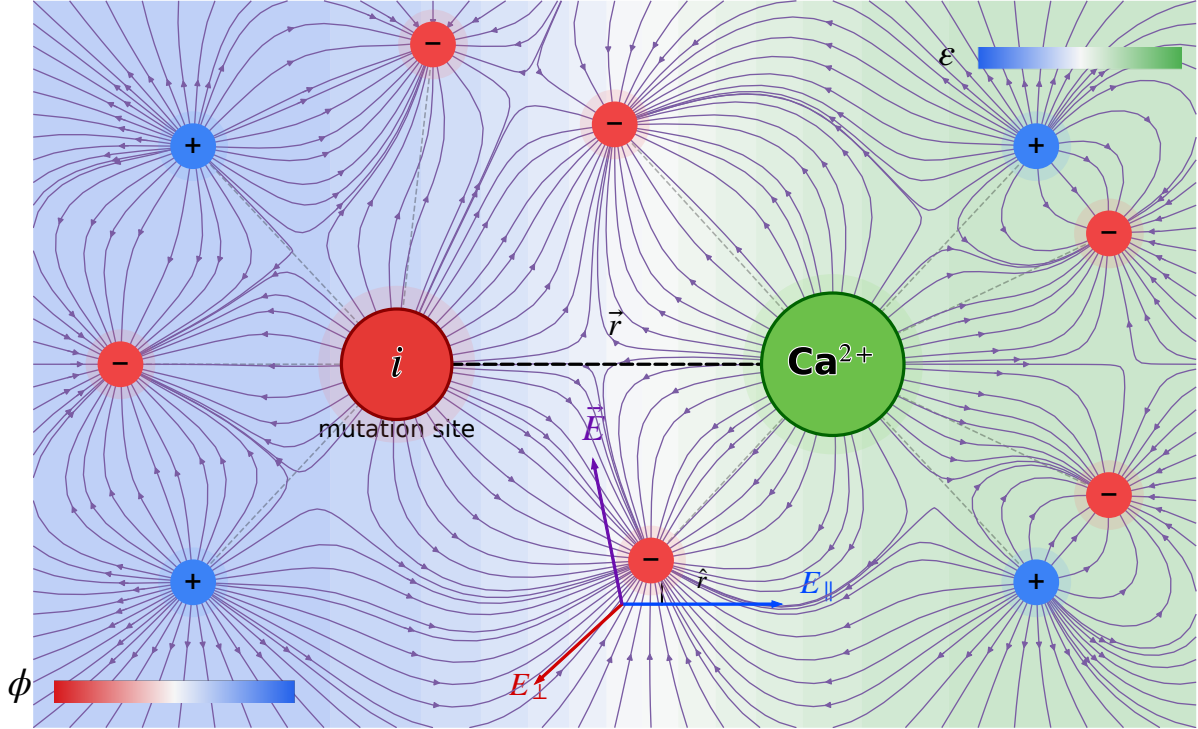 −
−
ε
+
+
−
r⃗
− i Ca²⁺
mutation site
E⃗
−
−
+
+
r̂
E∥
ϕ
E⊥